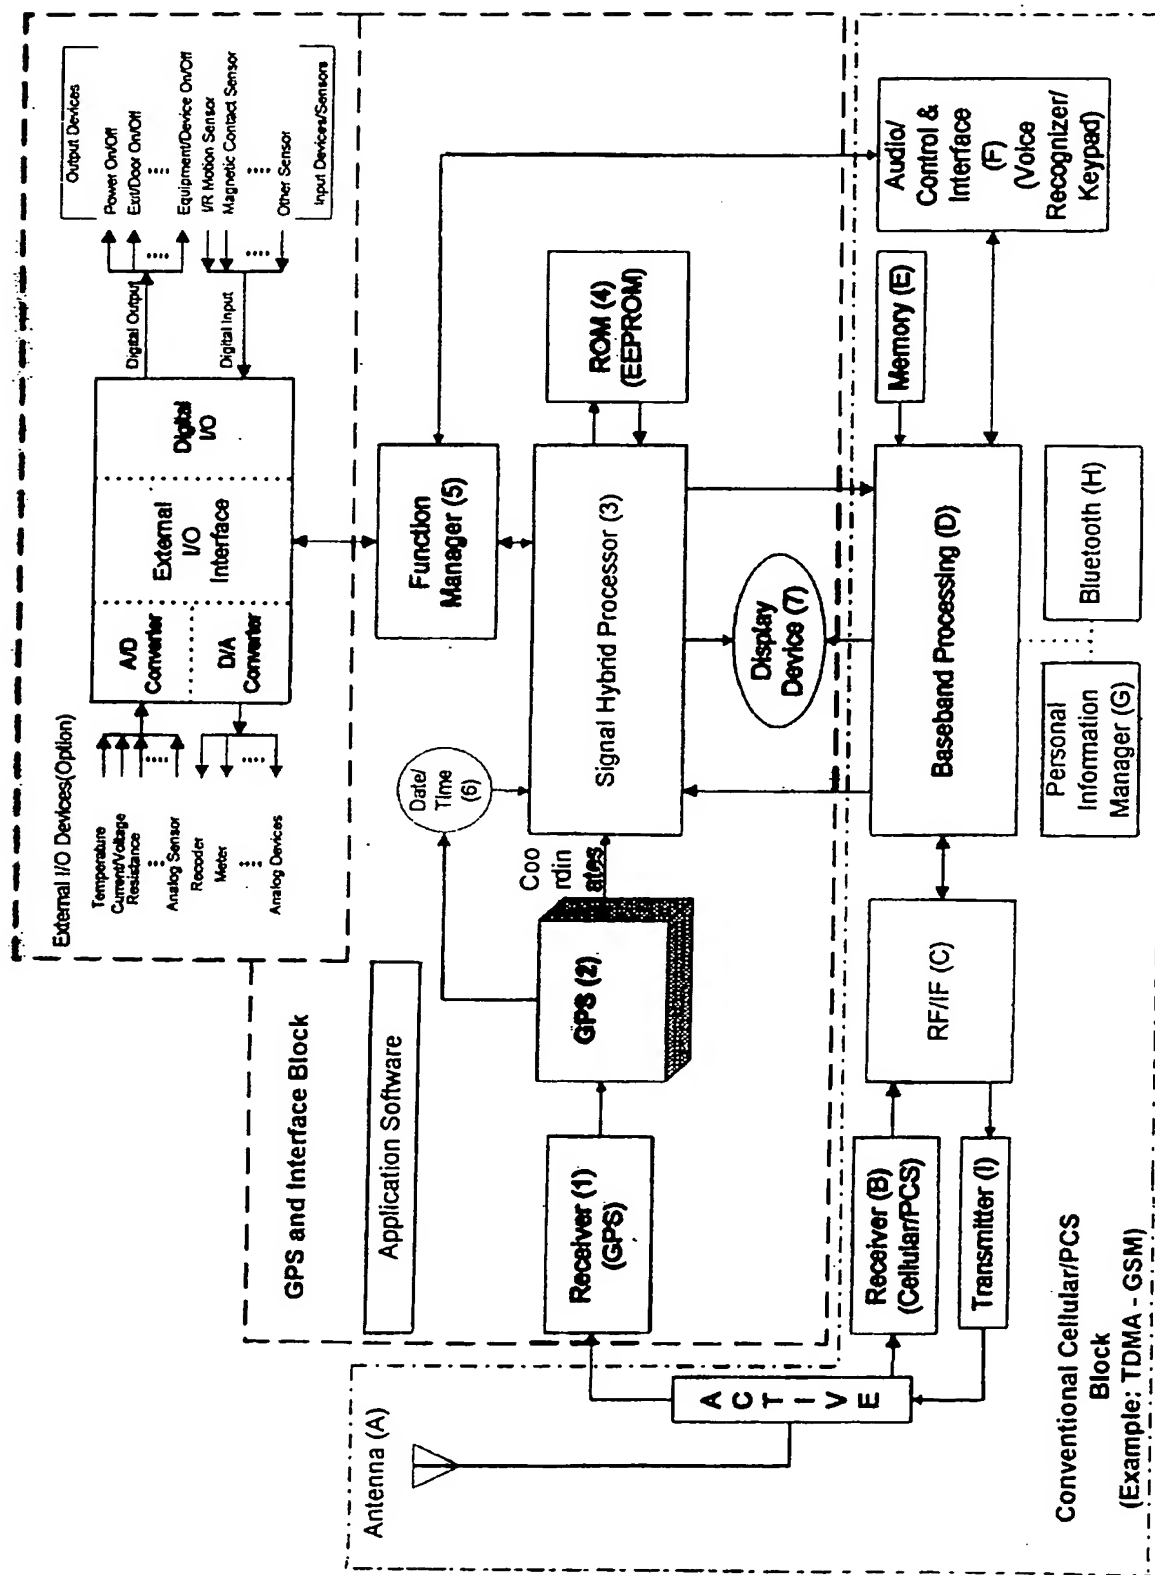 External I/O Devices(Option)
Temperature
Current/Voltage
Resistance
Analog Sensor
Recoder
Meter
Analog Devices
A/D
Converter
D/A
Converter
External
I/O
Interface
Digital
I/O
Digital Output
Digital Input
Output Devices
Power On/Off
Exit/Door On/Off
Equipment/Device On/Off
I/R Motion Sensor
Magnetic Contact Sensor
Other Sensor
Input Devices/Sensors
GPS and Interface Block
Application Software
Receiver (1)
(GPS)
GPS (2)
Date/
Time
(6)
Coo
rdin
ates
Function
Manager (5)
Signal Hybrid Processor (3)
ROM (4)
(EEPROM)
Display
Device (7)
Antenna (A)
A
C
T
I
V
E
Receiver (B)
(Cellular/PCS)
Transmitter (I)
RF/IF (C)
Baseband Processing (D)
Memory (E)
Audio/
Control &
Interface
(F)
(Voice
Recognizer/
Keypad)
Personal
Information
Manager (G)
Bluetooth (H)
Conventional Cellular/PCS
Block
(Example: TDMA - GSM)